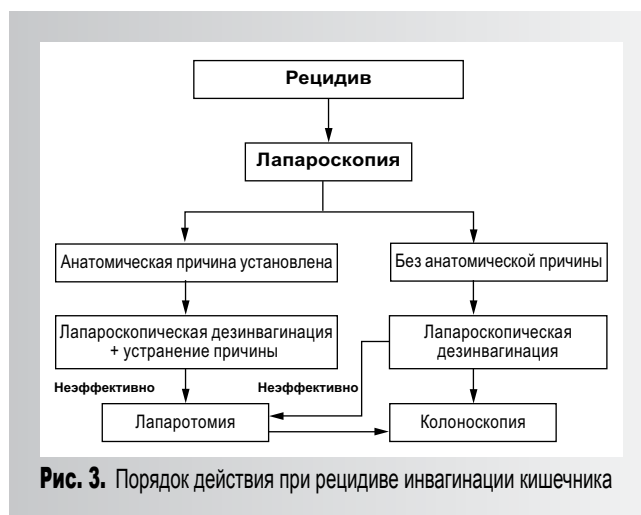 Рецидив
Лапароскопия
Анатомическая причина установлена
Без анатомической причины
Лапароскопическая дезинвагинация
+ устранение причины
Лапароскопическая
дезинвагинация
Неэффективно
Неэффективно
Лапаротомия
Колоноскопия
Рис. 3. Порядок действия при рецидиве инвагинации кишечника